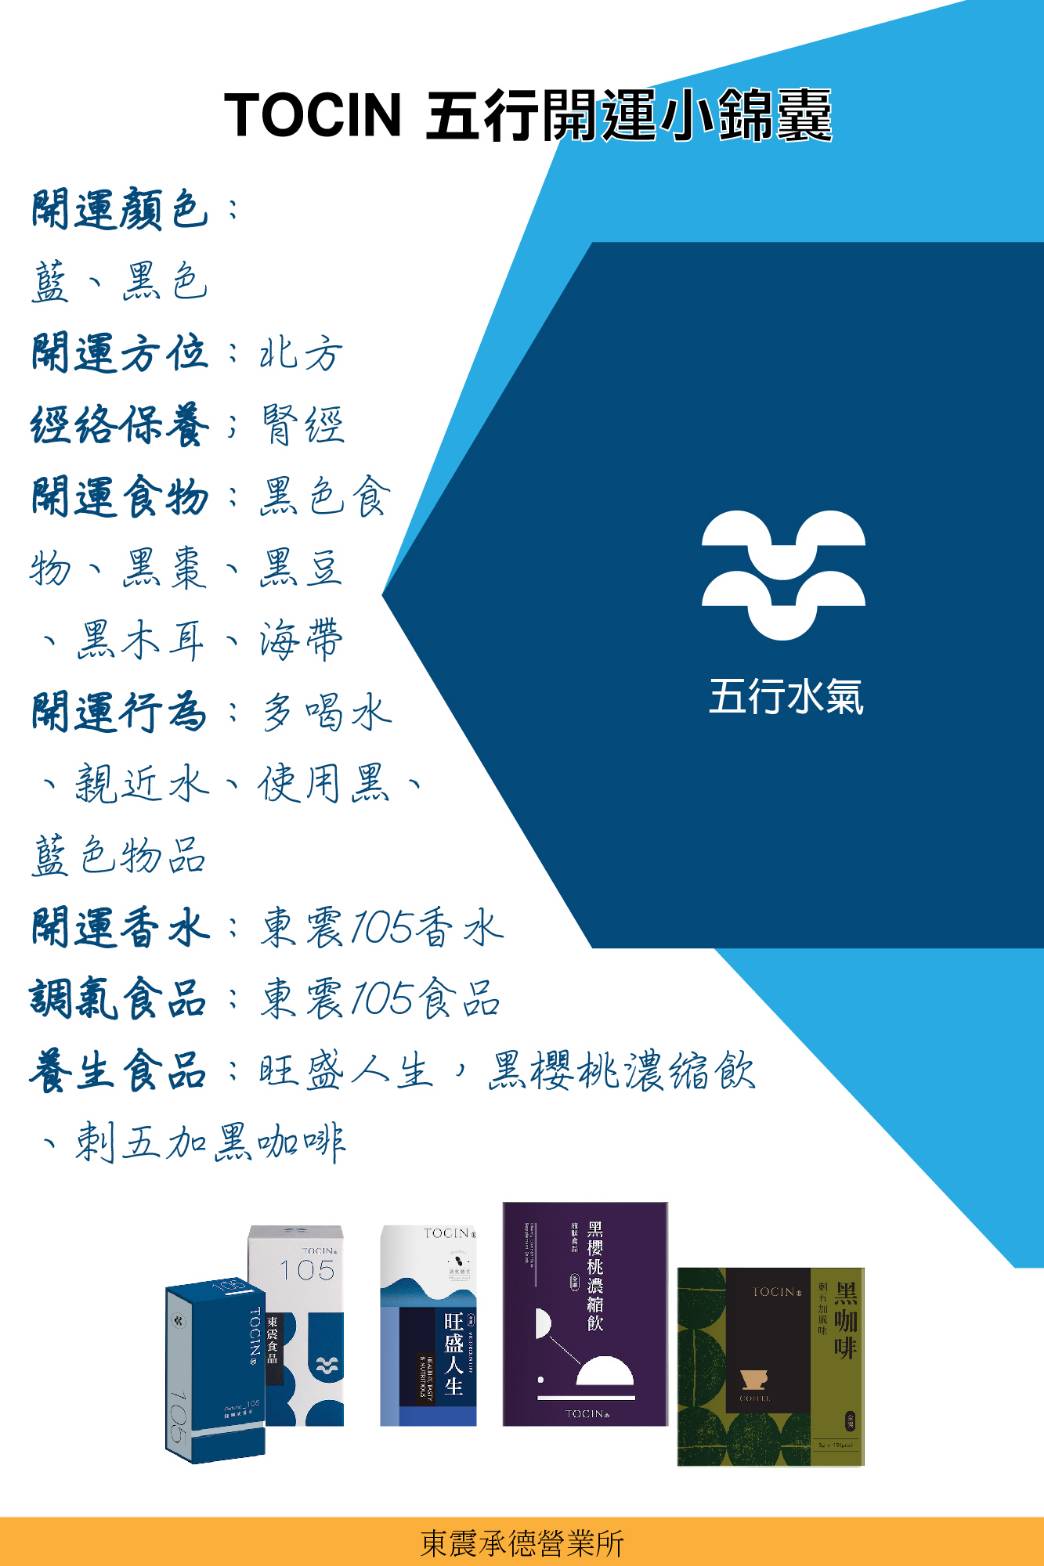 TOCIN 五行開運小錦囊
開運顏色：
藍、黑色
開運方位：北方
經絡保養；腎經
開運食物：黑色食
物、黑棗、黑豆
、黑木耳、海帶
開運行為：多喝水
、親近水、使用黑、
藍色物品
開運香水：東震105香水
調氣食品：東震105食品
養生食品：旺盛人生，黑櫻桃濃縮飲
、刺五加黑咖啡
五行水氣
105
TOCIN®
105
TOCIN®
105
東震食品
TOCIN®
旺盛人生
黑櫻桃濃縮飲
TOCIN®
TOCIN®
黑咖啡
刺五加風味
COFFEE
東震承德營業所